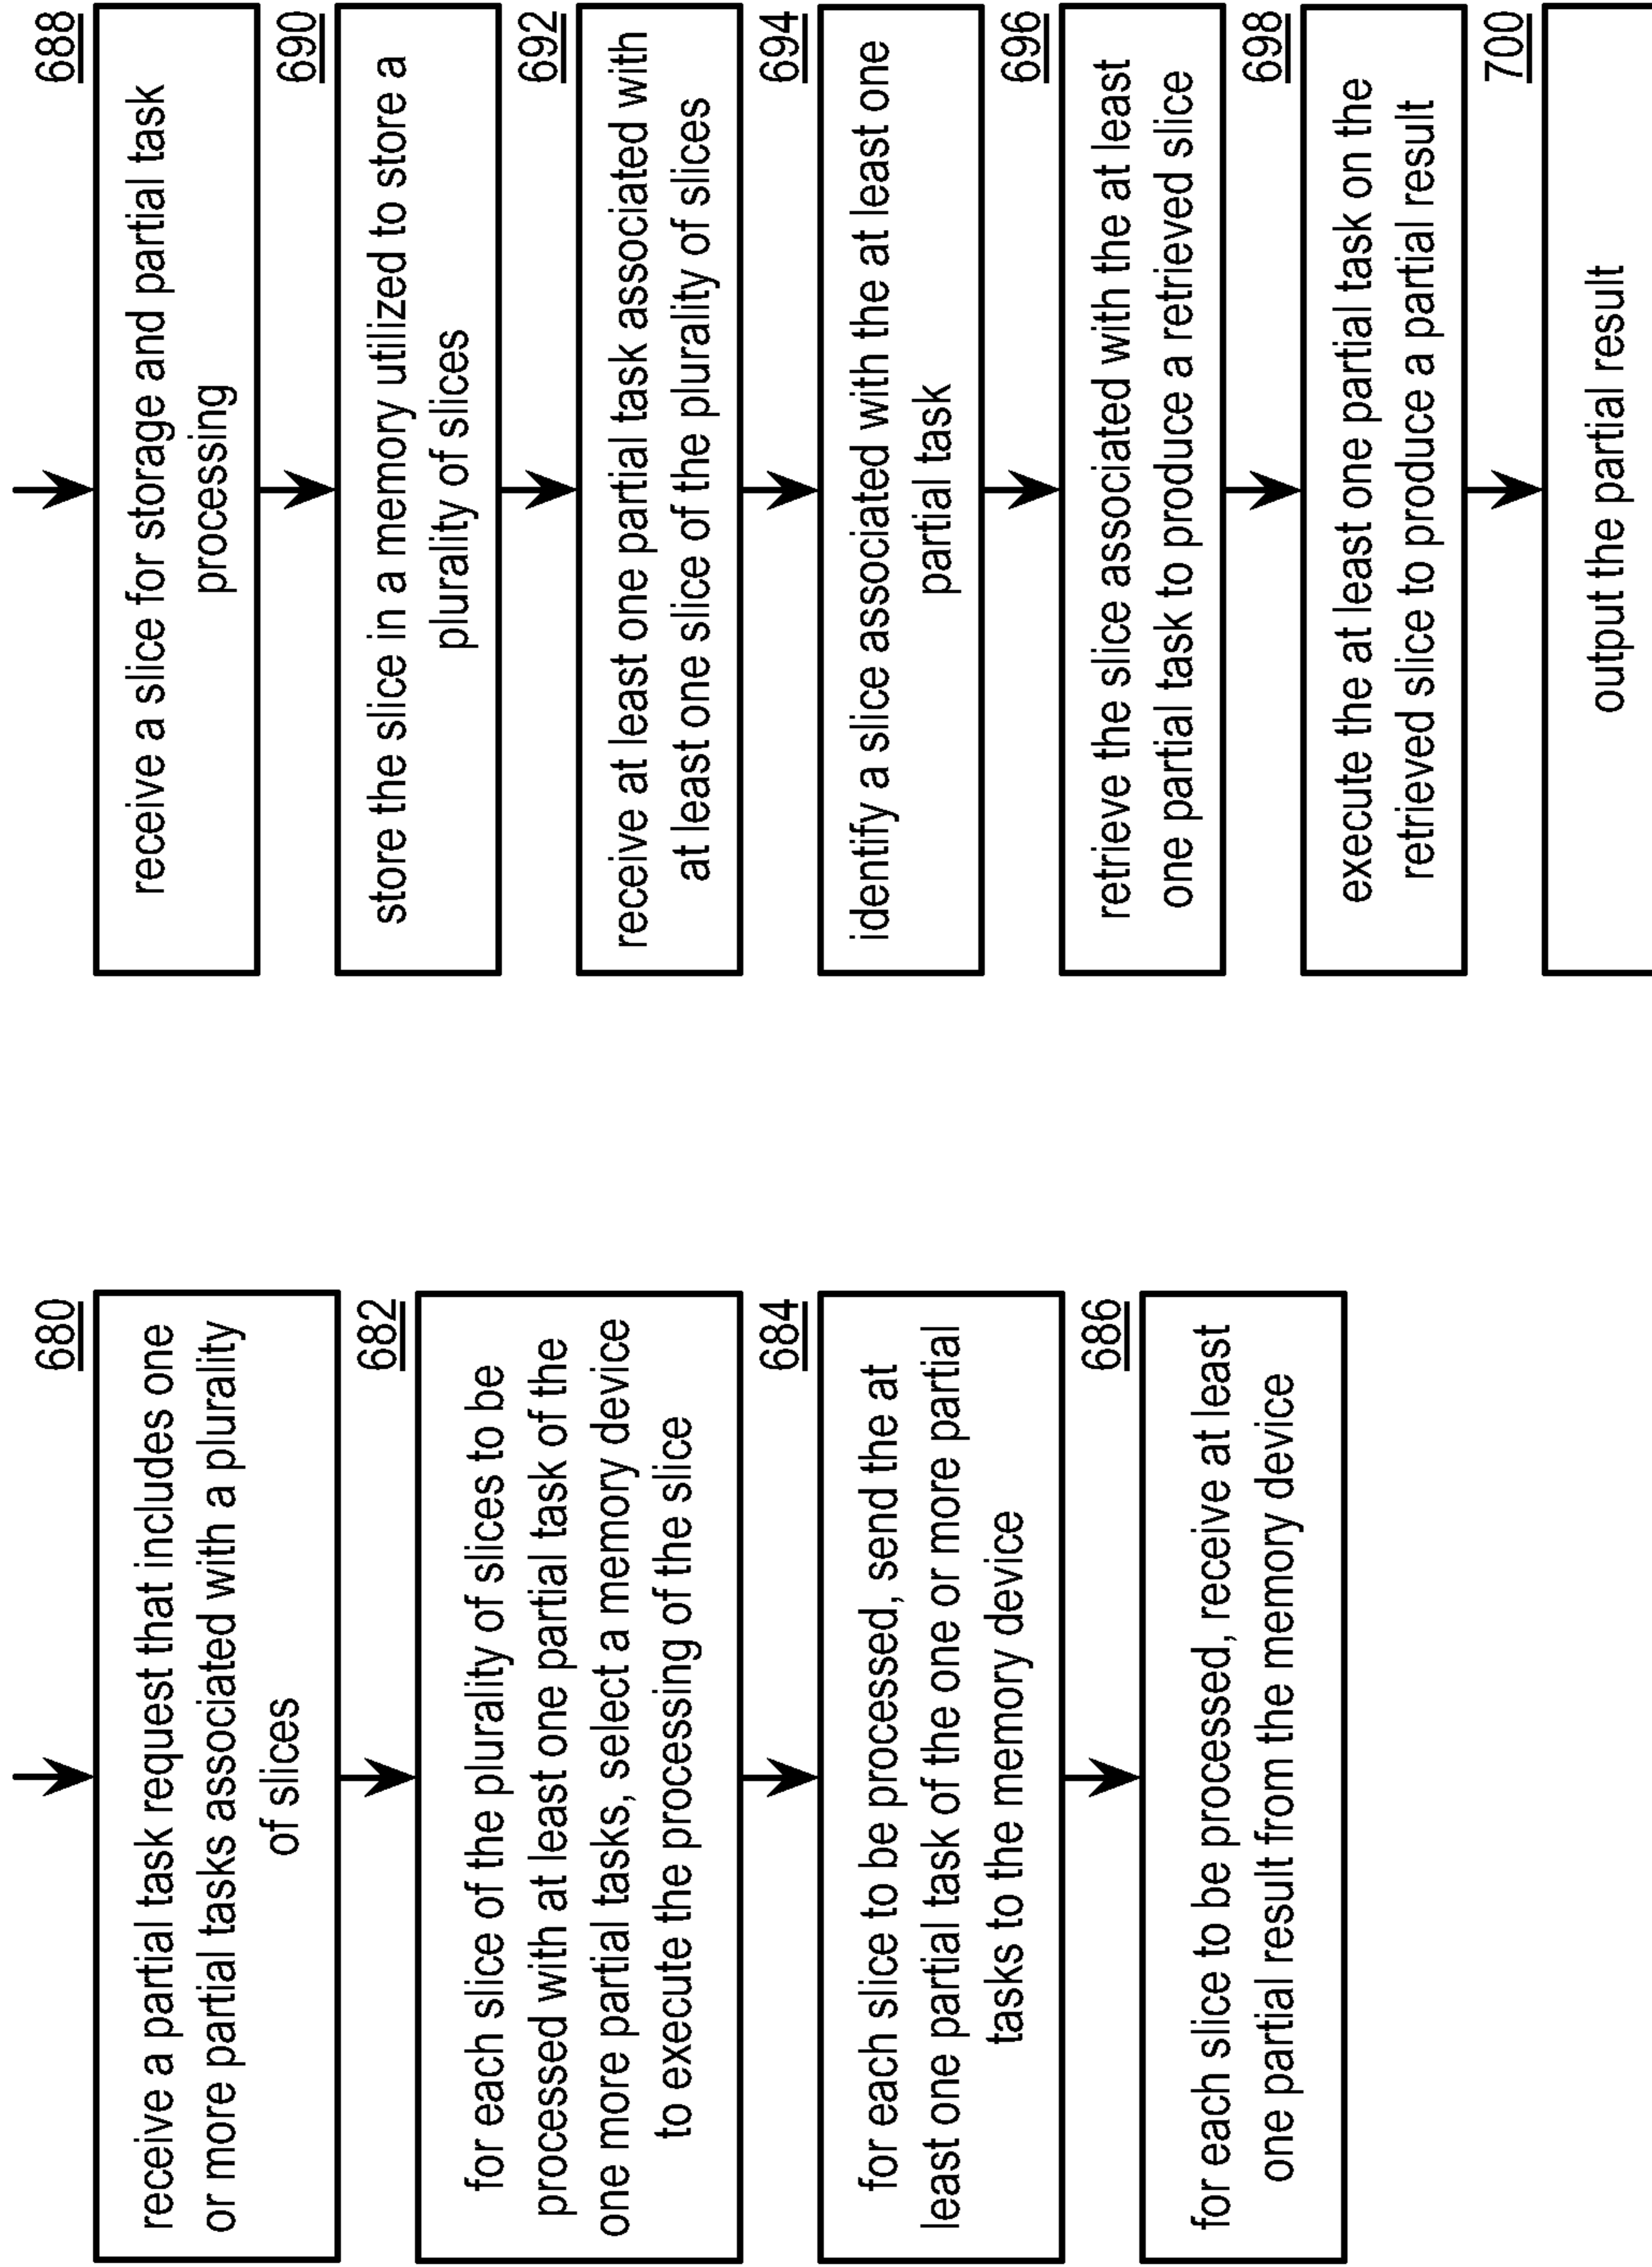 680
receive a partial task request that includes one
or more partial tasks associated with a plurality
of slices
682
for each slice of the plurality of slices to be
processed with at least one partial task of the
one more partial tasks, select a memory device
to execute the processing of the slice
684
for each slice to be processed, send the at
least one partial task of the one or more partial
tasks to the memory device
686
for each slice to be processed, receive at least
one partial result from the memory device
688
receive a slice for storage and partial task
processing
690
store the slice in a memory utilized to store a
plurality of slices
692
receive at least one partial task associated with
at least one slice of the plurality of slices
694
identify a slice associated with the at least one
partial task
696
retrieve the slice associated with the at least
one partial task to produce a retrieved slice
698
execute the at least one partial task on the
retrieved slice to produce a partial result
700
output the partial result